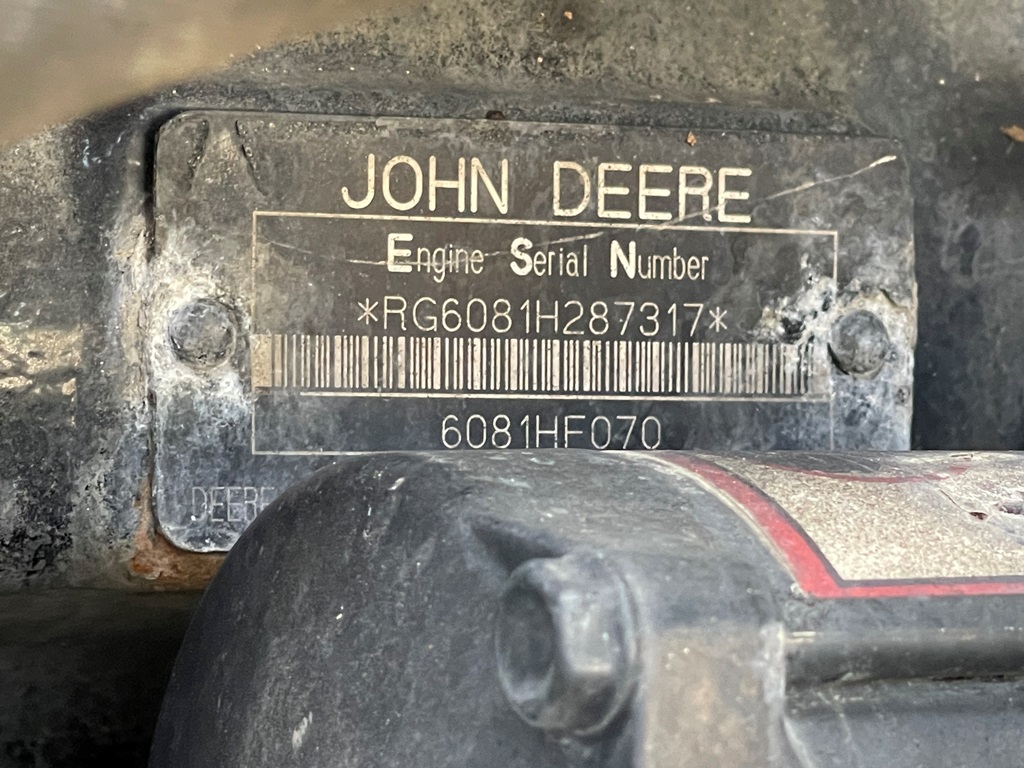 JOHN DEERE
Engine Serial Number
*RG6081H287317*
6081HF070
DEERE